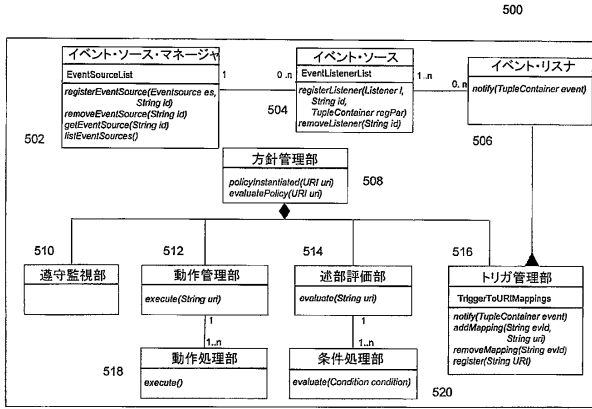 500
イベント・ソース・マネージャ
EventSourceList
registerEventSource(Eventsource es,
String id)
removeEventSource(String id)
getEventSource(String id)
listEventSources()
502
1
0..n
イベント・ソース
EventListenerList
registerListener(Listener l,
String id,
TupleContainer regPar)
removeListener(String id)
504
1..n
0..n
イベント・リスナ
notify(TupleContainer event)
506
方針管理部
policyInstantiated(URI uri)
evaluatePolicy(URI uri)
508
510
遵守監視部
512
動作管理部
execute(String uri)
514
述部評価部
evaluate(String uri)
516
トリガ管理部
TriggerToURIMappings
notify(TupleContainer event)
addMapping(String evId,
String uri)
removeMapping(String evId)
register(String URI)
1
1..n
動作処理部
execute()
518
1
1..n
条件処理部
evaluate(Condition condition)
520